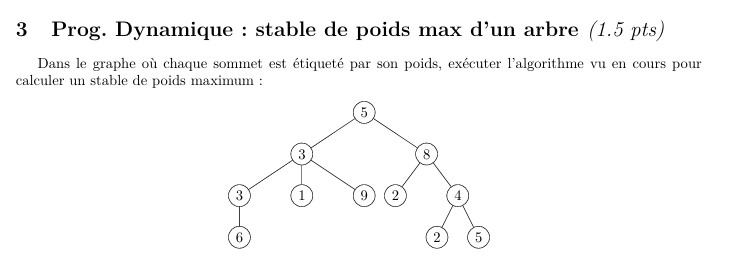 3 Prog. Dynamique : stable de poids max d'un arbre (1.5 pts)
Dans le graphe où chaque sommet est étiqueté par son poids, exécuter l'algorithme vu en cours pour
calculer un stable de poids maximum :
5
3 8
3 1 9 2 4
6 2 5